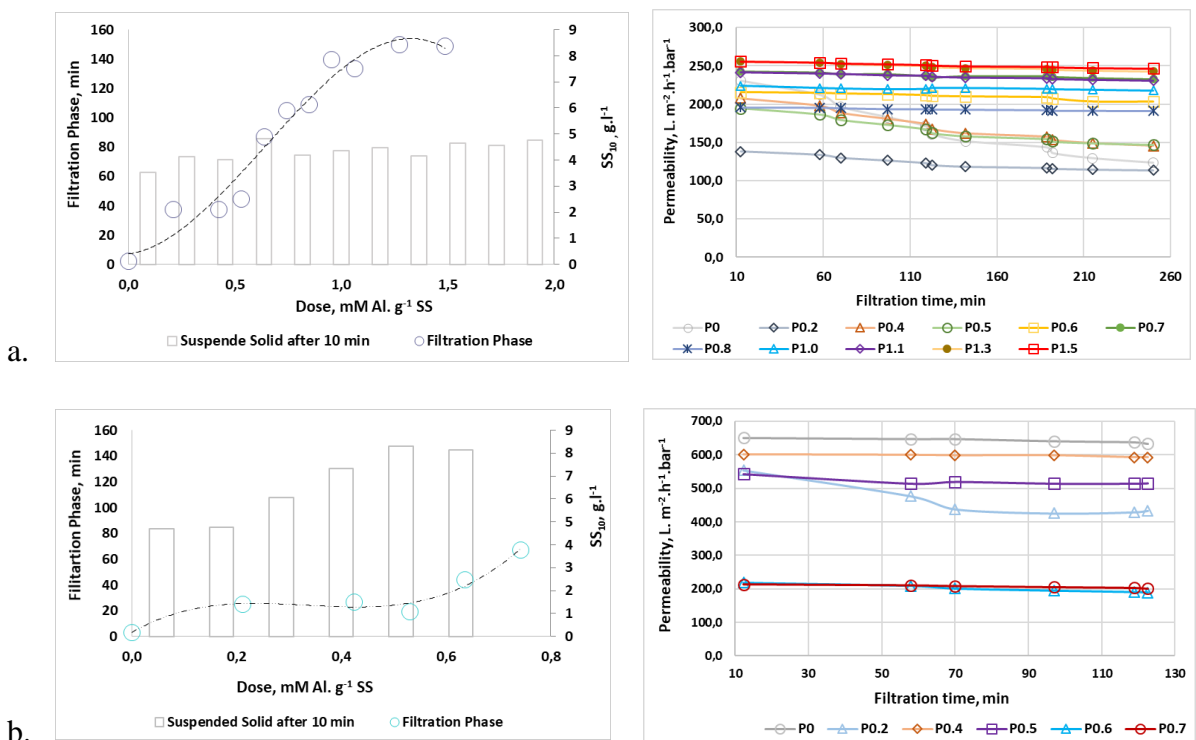 160
140
120
100
80
60
40
20
0
Filtration Phase, min
9
8
7
6
5
4
3
2
1
0
SS10, g.l-1
0,0 0,5 1,0 1,5 2,0
Dose, mM Al. g-1 SS
Suspende Solid after 10 min Filtration Phase
a.
300,0
250,0
200,0
150,0
100,0
50,0
0,0
Permeability, L. m-2.h-1.bar-1
10 60 110 160 210 260
Filtration time, min
P0 P0.2 P0.4 P0.5 P0.6 P0.7
P0.8 P1.0 P1.1 P1.3 P1.5
160
140
120
100
80
60
40
20
0
Filitartion Phase, min
9
8
7
6
5
4
3
2
1
0
SS10, g.l-1
0,0 0,2 0,4 0,6 0,8
Dose, mM Al. g-1 SS
Suspended Solid after 10 min Filtration Phase
b.
700,0
600,0
500,0
400,0
300,0
200,0
100,0
0,0
Permeability, L. m-2.h-1.bar-1
10 30 50 70 90 110 130
Filtration time, min
P0 P0.2 P0.4 P0.5 P0.6 P0.7